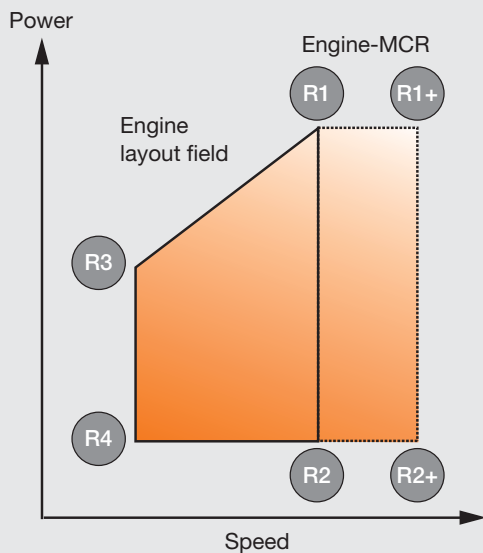 Power
Engine-MCR
R1
R1+
Engine
layout field
R3
R4
R2
R2+
Speed